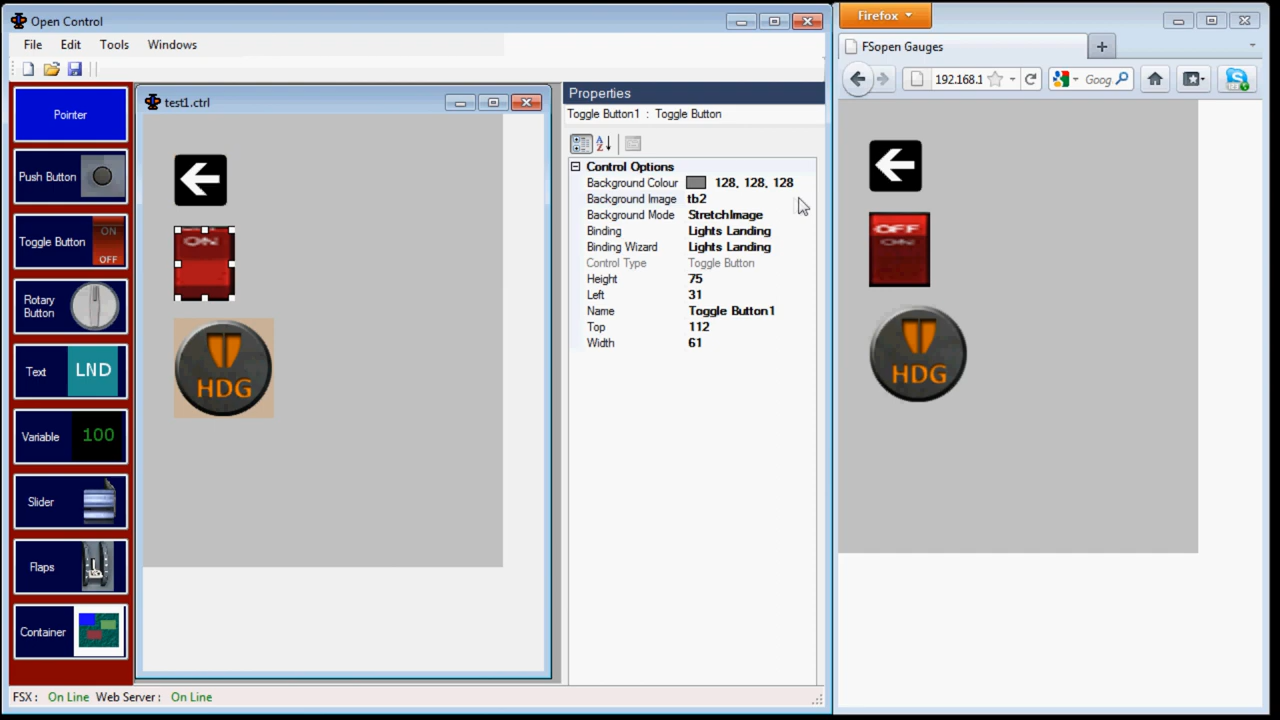 Open Control
File Edit Tools Windows
Pointer
Push Button
Toggle Button
ON
OFF
Rotary
Button
Text
LND
Variable
100
Slider
Flaps
Container
test1.ctrl
ON
HDG
Properties
Toggle Button1 : Toggle Button
Control Options
Background Colour 128, 128, 128
Background Image tb2
Background Mode StretchImage
Binding Lights Landing
Binding Wizard Lights Landing
Control Type Toggle Button
Height 75
Left 31
Name Toggle Button1
Top 112
Width 61
FSX : On Line Web Server : On Line
Firefox
FSopen Gauges
192.168.1
Goog
OFF
ON
HDG